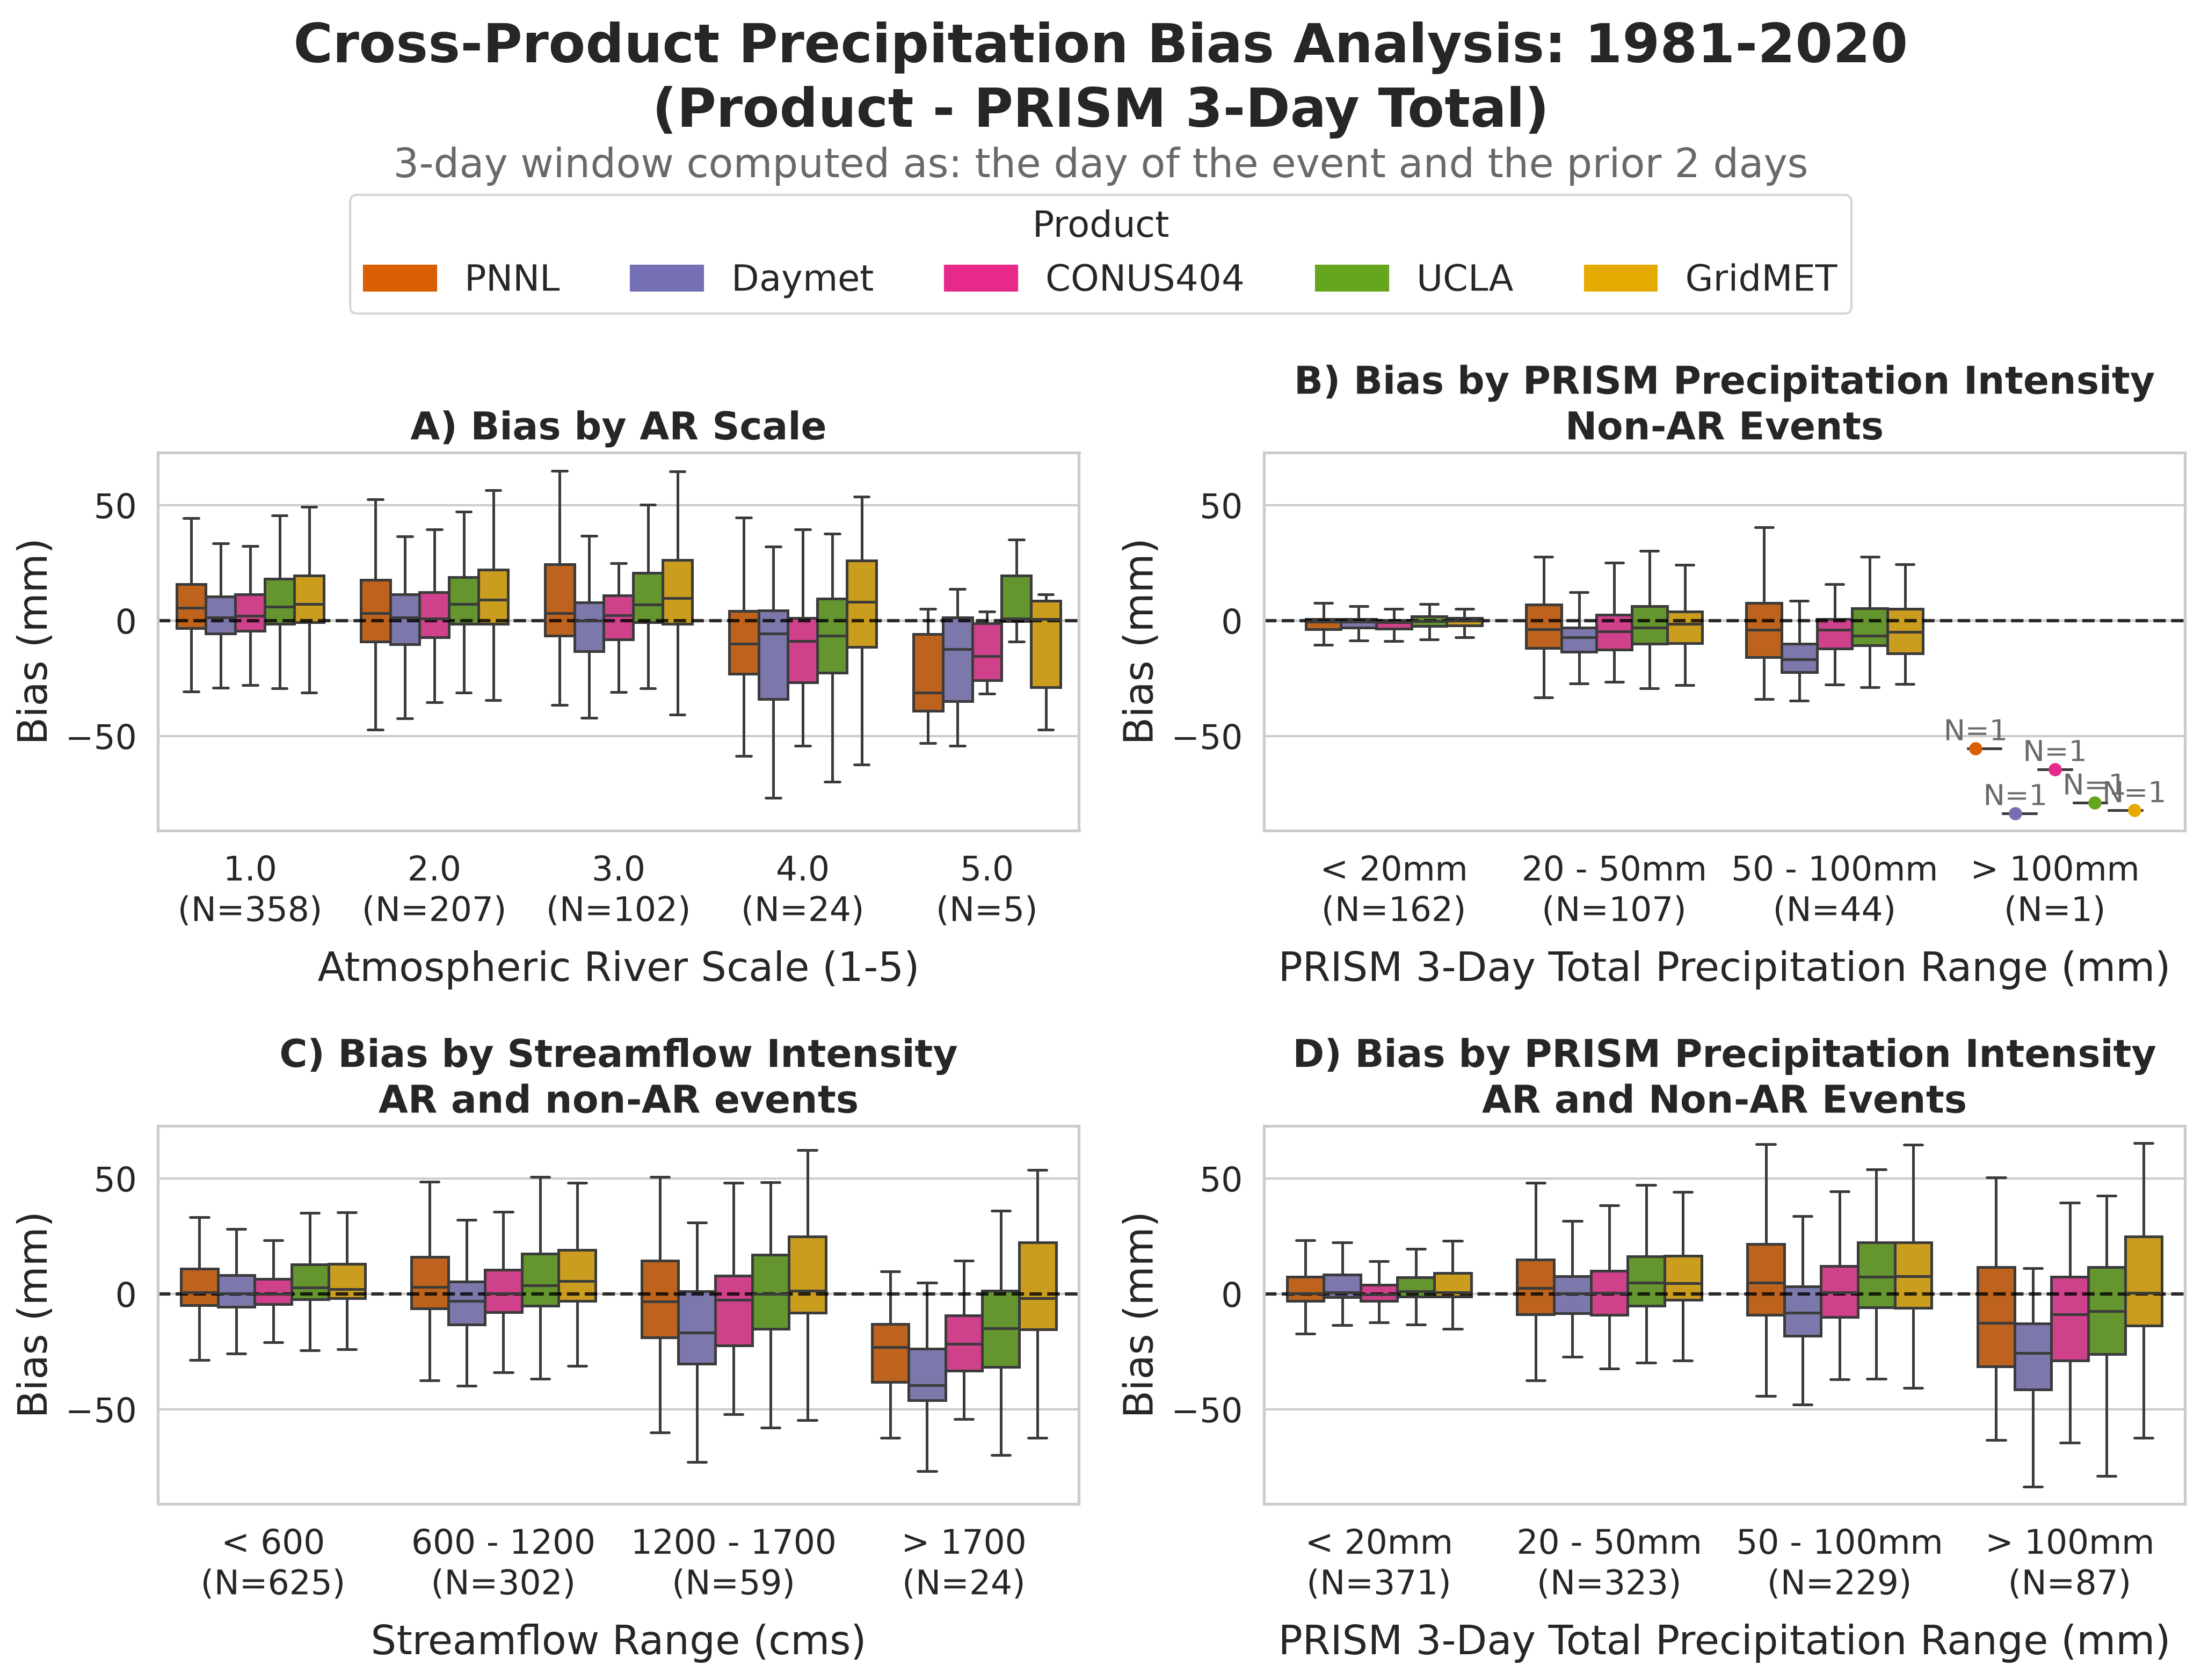 Cross-Product Precipitation Bias Analysis: 1981-2020
(Product - PRISM 3-Day Total)
3-day window computed as: the day of the event and the prior 2 days
Product
PNNL Daymet CONUS404 UCLA GridMET
A) Bias by AR Scale
Bias (mm)
50
0
−50
1.0 2.0 3.0 4.0 5.0
(N=358) (N=207) (N=102) (N=24) (N=5)
Atmospheric River Scale (1-5)
B) Bias by PRISM Precipitation Intensity
Non-AR Events
Bias (mm)
50
0
−50
N=1
N=1
N=1
N=1
N=1
< 20mm 20 - 50mm 50 - 100mm > 100mm
(N=162) (N=107) (N=44) (N=1)
PRISM 3-Day Total Precipitation Range (mm)
C) Bias by Streamflow Intensity
AR and non-AR events
Bias (mm)
50
0
−50
< 600 600 - 1200 1200 - 1700 > 1700
(N=625) (N=302) (N=59) (N=24)
Streamflow Range (cms)
D) Bias by PRISM Precipitation Intensity
AR and Non-AR Events
Bias (mm)
50
0
−50
< 20mm 20 - 50mm 50 - 100mm > 100mm
(N=371) (N=323) (N=229) (N=87)
PRISM 3-Day Total Precipitation Range (mm)